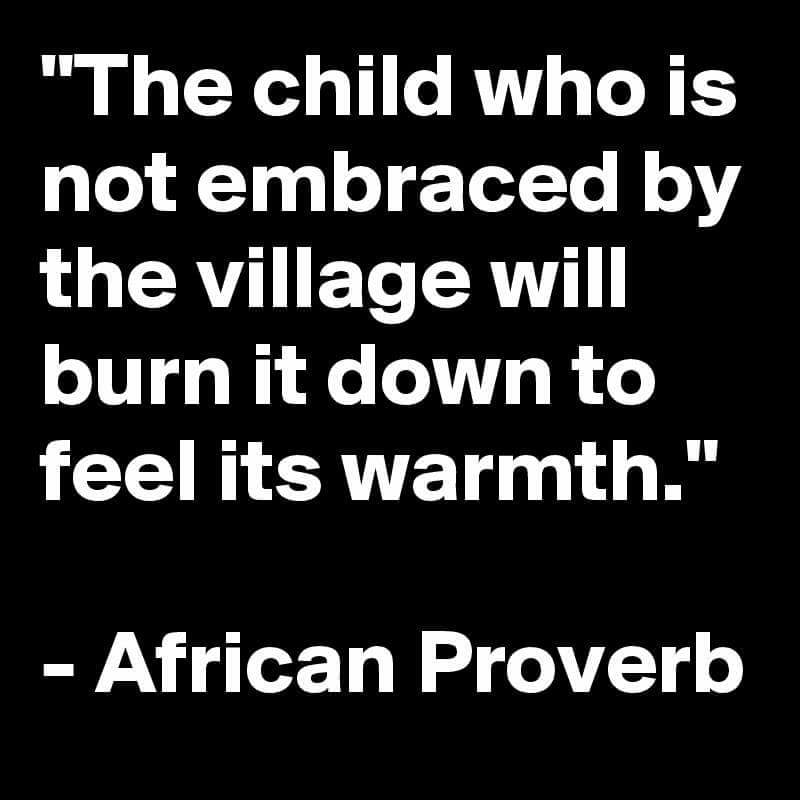 "The child who is
not embraced by
the village will
burn it down to
feel its warmth."
- African Proverb